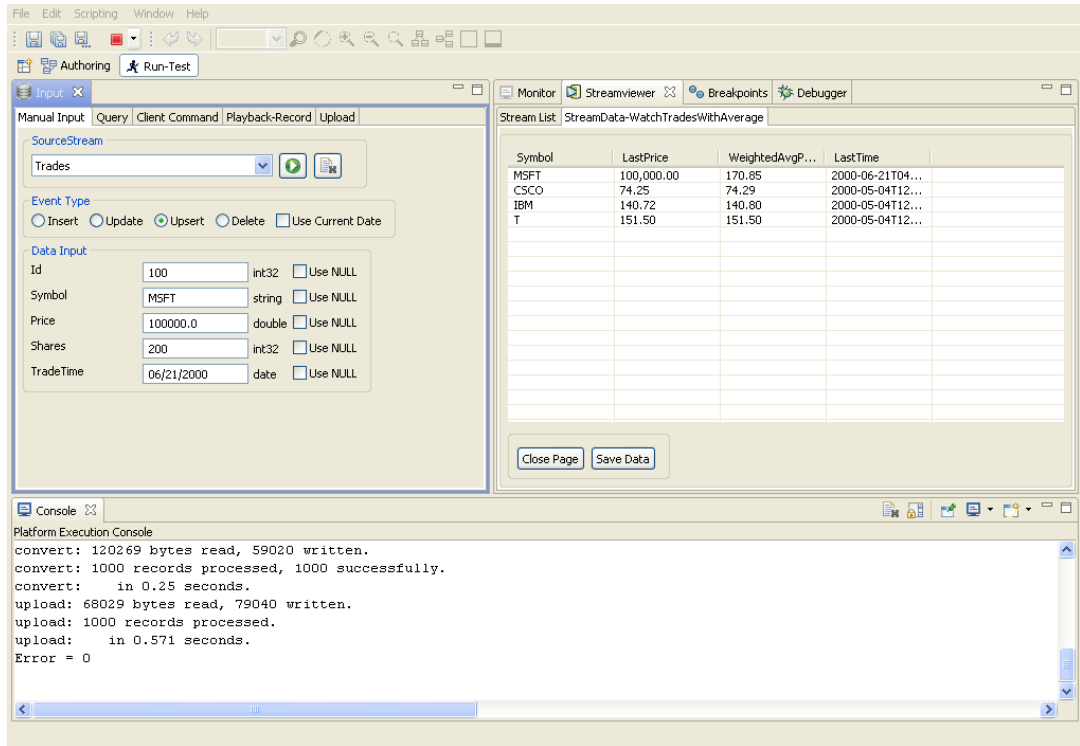 File Edit Scripting Window Help
Authoring Run-Test
Input
Manual Input Query Client Command Playback-Record Upload
SourceStream
Trades
Event Type
Insert Update Upsert Delete Use Current Date
Data Input
Id 100 int32 Use NULL
Symbol MSFT string Use NULL
Price 100000.0 double Use NULL
Shares 200 int32 Use NULL
TradeTime 06/21/2000 date Use NULL
Monitor Streamviewer Breakpoints Debugger
Stream List StreamData-WatchTradesWithAverage
Symbol LastPrice WeightedAvgP... LastTime
MSFT 100,000.00 170.85 2000-06-21T04...
CSCO 74.25 74.29 2000-05-04T12...
IBM 140.72 140.80 2000-05-04T12...
T 151.50 151.50 2000-05-04T12...
Close Page Save Data
Console
Platform Execution Console
convert: 120269 bytes read, 59020 written.
convert: 1000 records processed, 1000 successfully.
convert:    in 0.25 seconds.
upload: 68029 bytes read, 79040 written.
upload: 1000 records processed.
upload:    in 0.571 seconds.
Error = 0